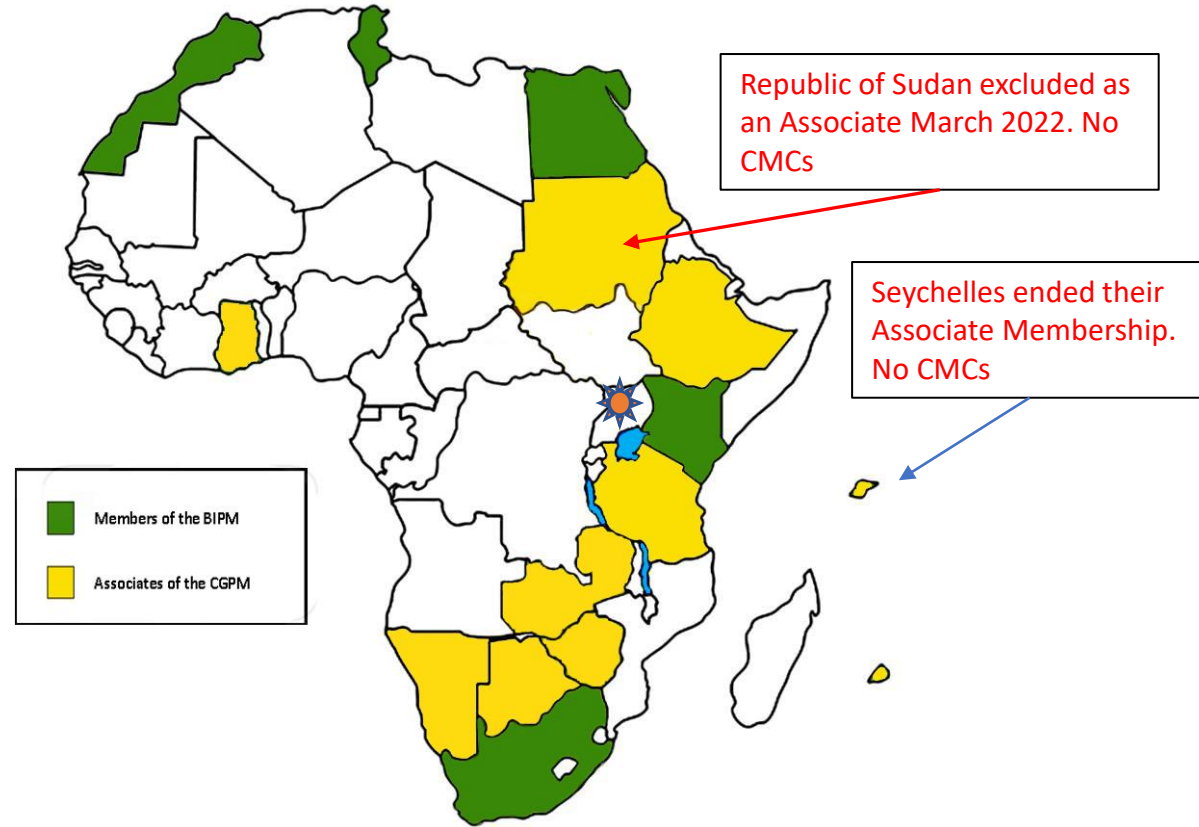 Republic of Sudan excluded as
an Associate March 2022. No
CMCs
Seychelles ended their
Associate Membership.
No CMCs
Members of the BIPM
Associates of the CGPM